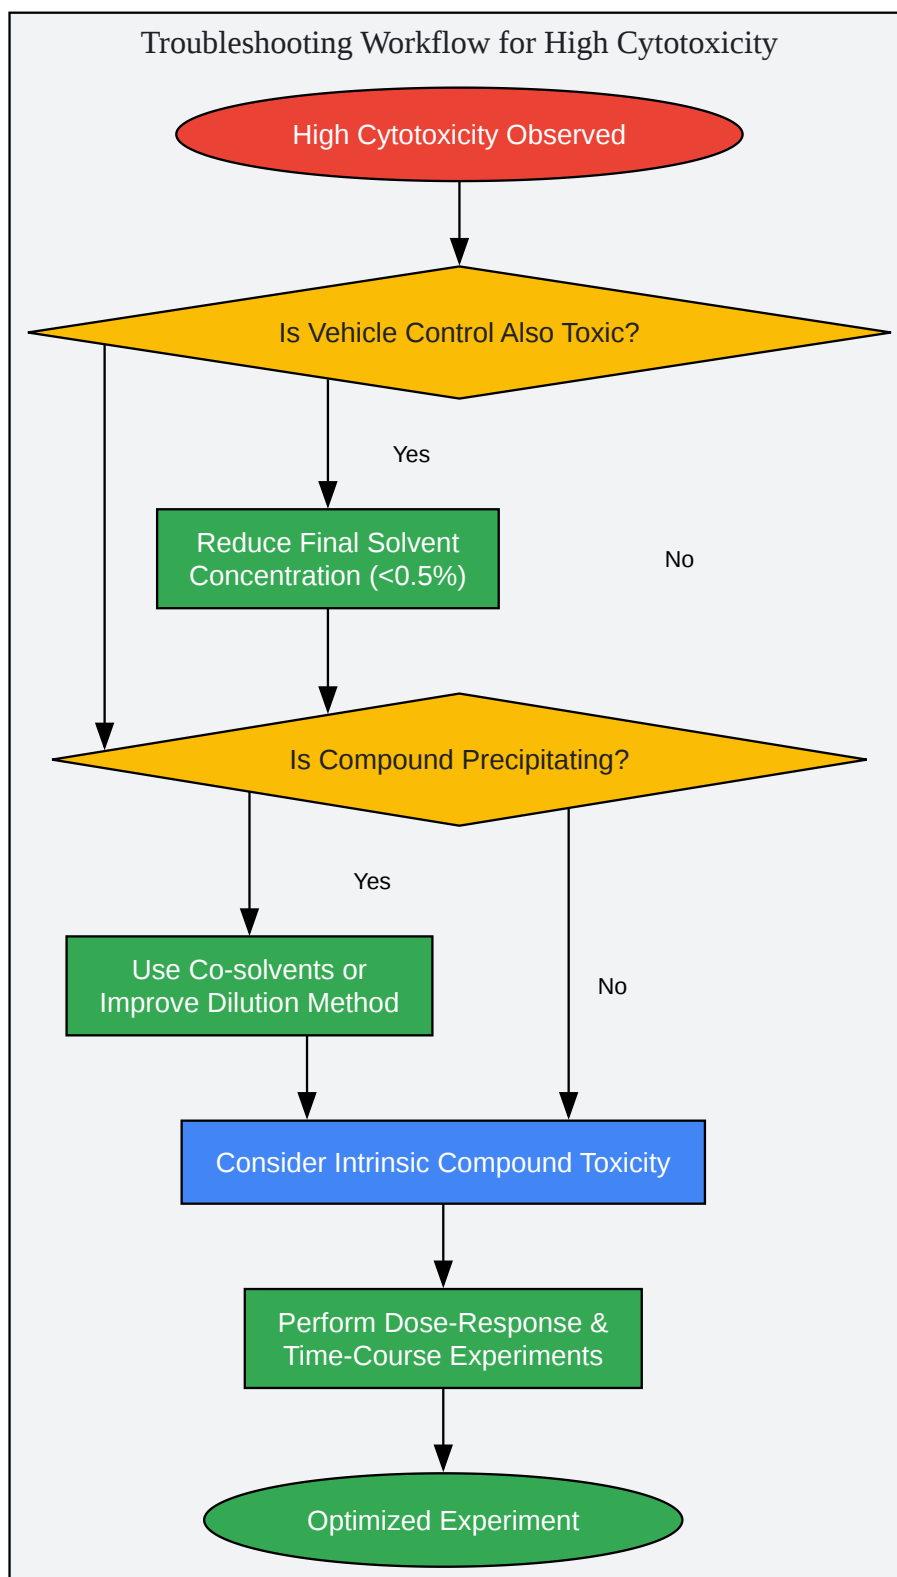 Troubleshooting Workflow for High Cytotoxicity
High Cytotoxicity Observed
Is Vehicle Control Also Toxic?
Yes
Reduce Final Solvent
Concentration (<0.5%)
No
Is Compound Precipitating?
Yes
Use Co-solvents or
Improve Dilution Method
No
Consider Intrinsic Compound Toxicity
Perform Dose-Response &
Time-Course Experiments
Optimized Experiment